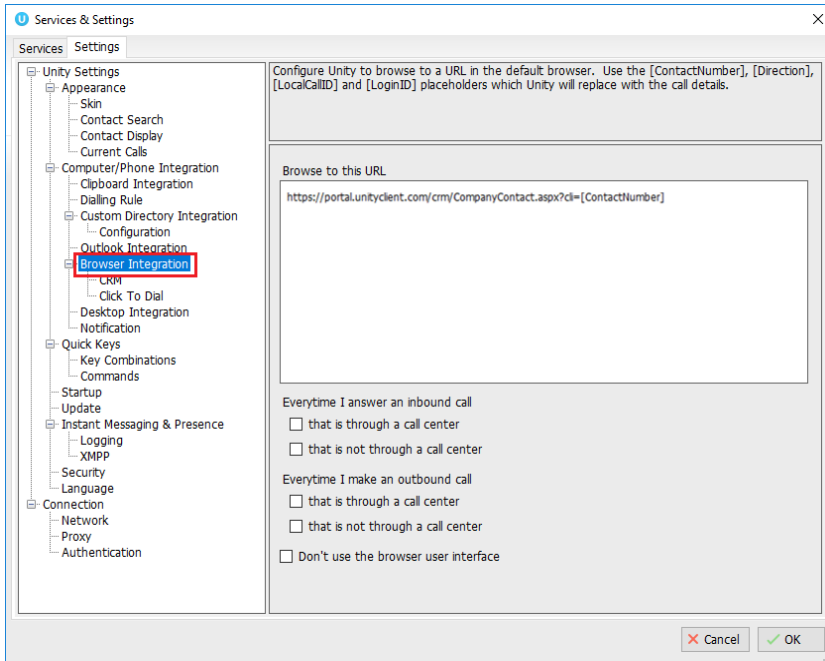 Services & Settings
Services
Settings
Unity Settings
Appearance
Skin
Contact Search
Contact Display
Current Calls
Computer/Phone Integration
Clipboard Integration
Dialling Rule
Custom Directory Integration
Configuration
Outlook Integration
Browser Integration
CRM
Click To Dial
Desktop Integration
Notification
Quick Keys
Key Combinations
Commands
Startup
Update
Instant Messaging & Presence
Logging
XMPP
Security
Language
Connection
Network
Proxy
Authentication
Configure Unity to browse to a URL in the default browser. Use the [ContactNumber], [Direction],
[LocalCallID] and [LoginID] placeholders which Unity will replace with the call details.
Browse to this URL
https://portal.unityclient.com/crm/CompanyContact.aspx?cli=[ContactNumber]
Everytime I answer an inbound call
that is through a call center
that is not through a call center
Everytime I make an outbound call
that is through a call center
that is not through a call center
Don't use the browser user interface
Cancel
OK